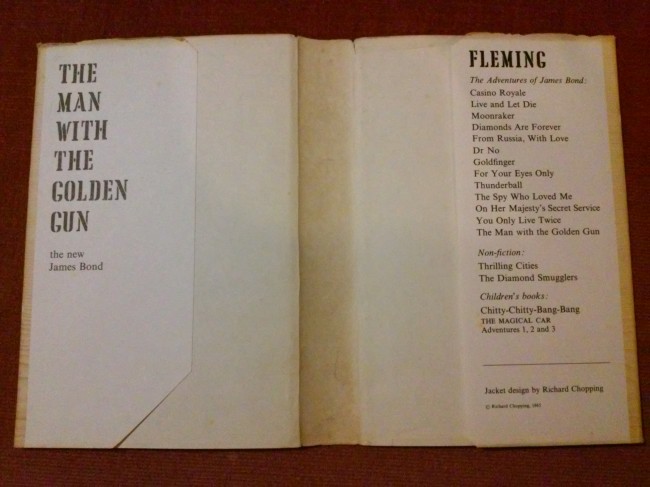 THE
MAN
WITH
THE
GOLDEN
GUN
the new
James Bond
FLEMING
The Adventures of James Bond:
Casino Royale
Live and Let Die
Moonraker
Diamonds Are Forever
From Russia, With Love
Dr No
Goldfinger
For Your Eyes Only
Thunderball
The Spy Who Loved Me
On Her Majesty's Secret Service
You Only Live Twice
The Man with the Golden Gun
Non-fiction:
Thrilling Cities
The Diamond Smugglers
Children's books:
Chitty-Chitty-Bang-Bang
THE MAGICAL CAR
Adventures 1, 2 and 3
Jacket design by Richard Chopping
© Richard Chopping,